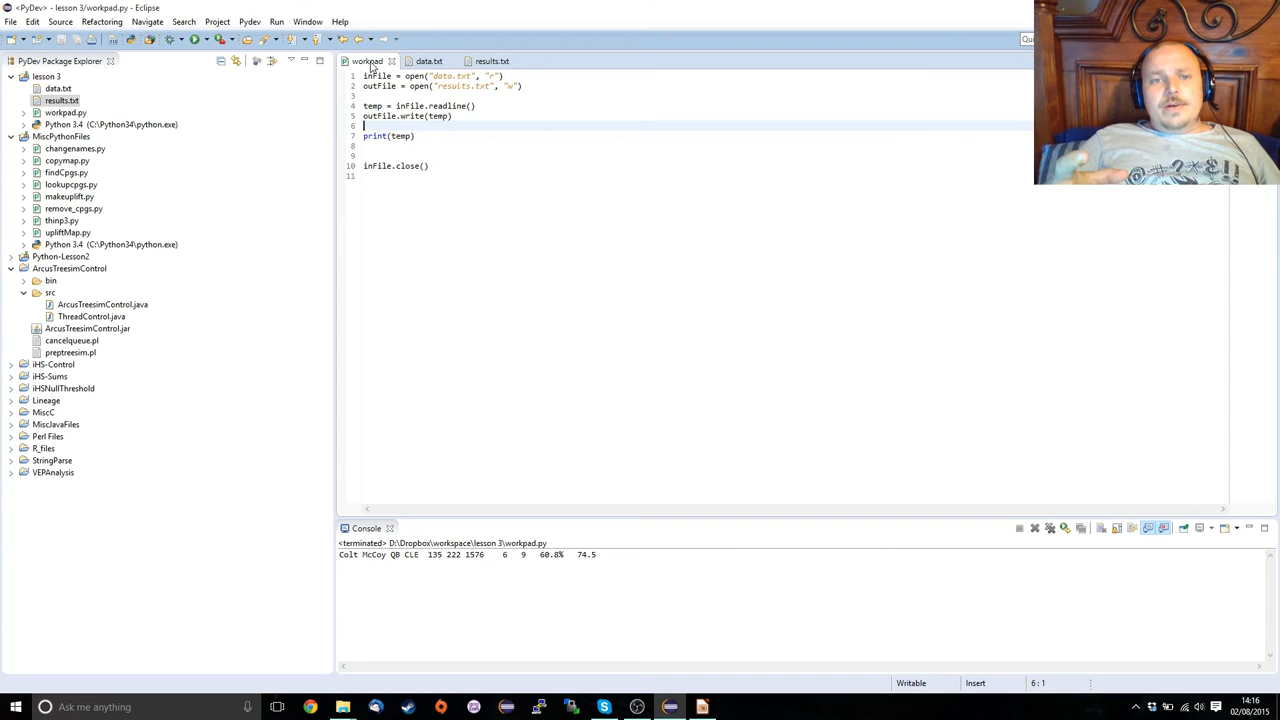 <PyDev> - lesson 3/workpad.py - Eclipse
File Edit Source Refactoring Navigate Search Project Pydev Run Window Help
Qui
PyDev Package Explorer
lesson 3
data.txt
results.txt
workpad.py
Python 3.4 (C:\Python34\python.exe)
MiscPythonFiles
changenames.py
copymap.py
findCpgs.py
lookupcpgs.py
makeuplift.py
remove_cpgs.py
thinp3.py
upliftMap.py
Python 3.4 (C:\Python34\python.exe)
Python-Lesson2
ArcusTreesimControl
bin
src
ArcusTreesimControl.java
ThreadControl.java
ArcusTreesimControl.jar
cancelqueue.pl
preptreesim.pl
iHS-Control
iHS-Sums
iHSNullThreshold
Lineage
MiscC
MiscJavaFiles
Perl Files
R_files
StringParse
VEPAnalysis
workpad data.txt results.txt
1 inFile = open("data.txt", "r")
2 outFile = open("results.txt", "w")
3
4 temp = inFile.readline()
5 outFile.write(temp)
6
7 print(temp)
8
9
10 inFile.close()
11
@#%&*?!
Console
<terminated> D:\Dropbox\workspace\lesson 3\workpad.py
Colt McCoy QB CLE 135 222 1576 6 9 60.8% 74.5
Writable Insert 6 : 1
Ask me anything
14:16
02/08/2015